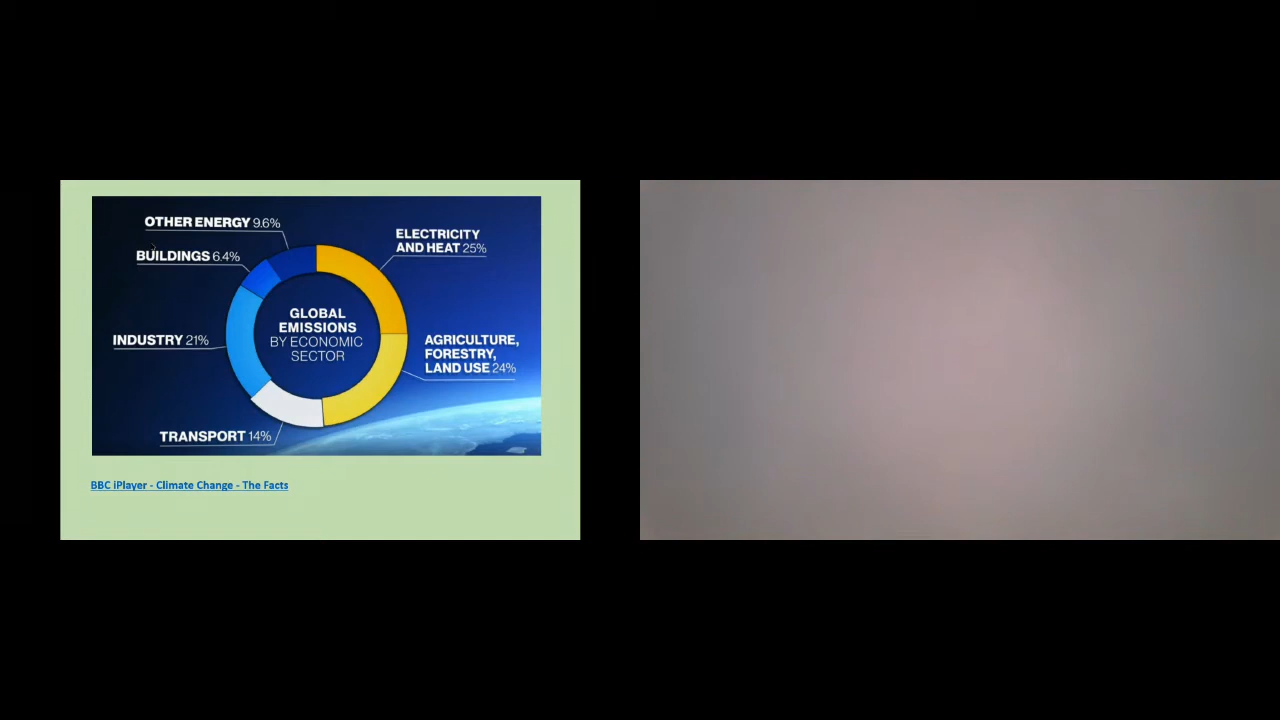 OTHER ENERGY 9.6%
ELECTRICITY
AND HEAT 25%
BUILDINGS 6.4%
GLOBAL
EMISSIONS
BY ECONOMIC
SECTOR
INDUSTRY 21%
AGRICULTURE,
FORESTRY,
LAND USE 24%
TRANSPORT 14%
BBC iPlayer - Climate Change - The Facts